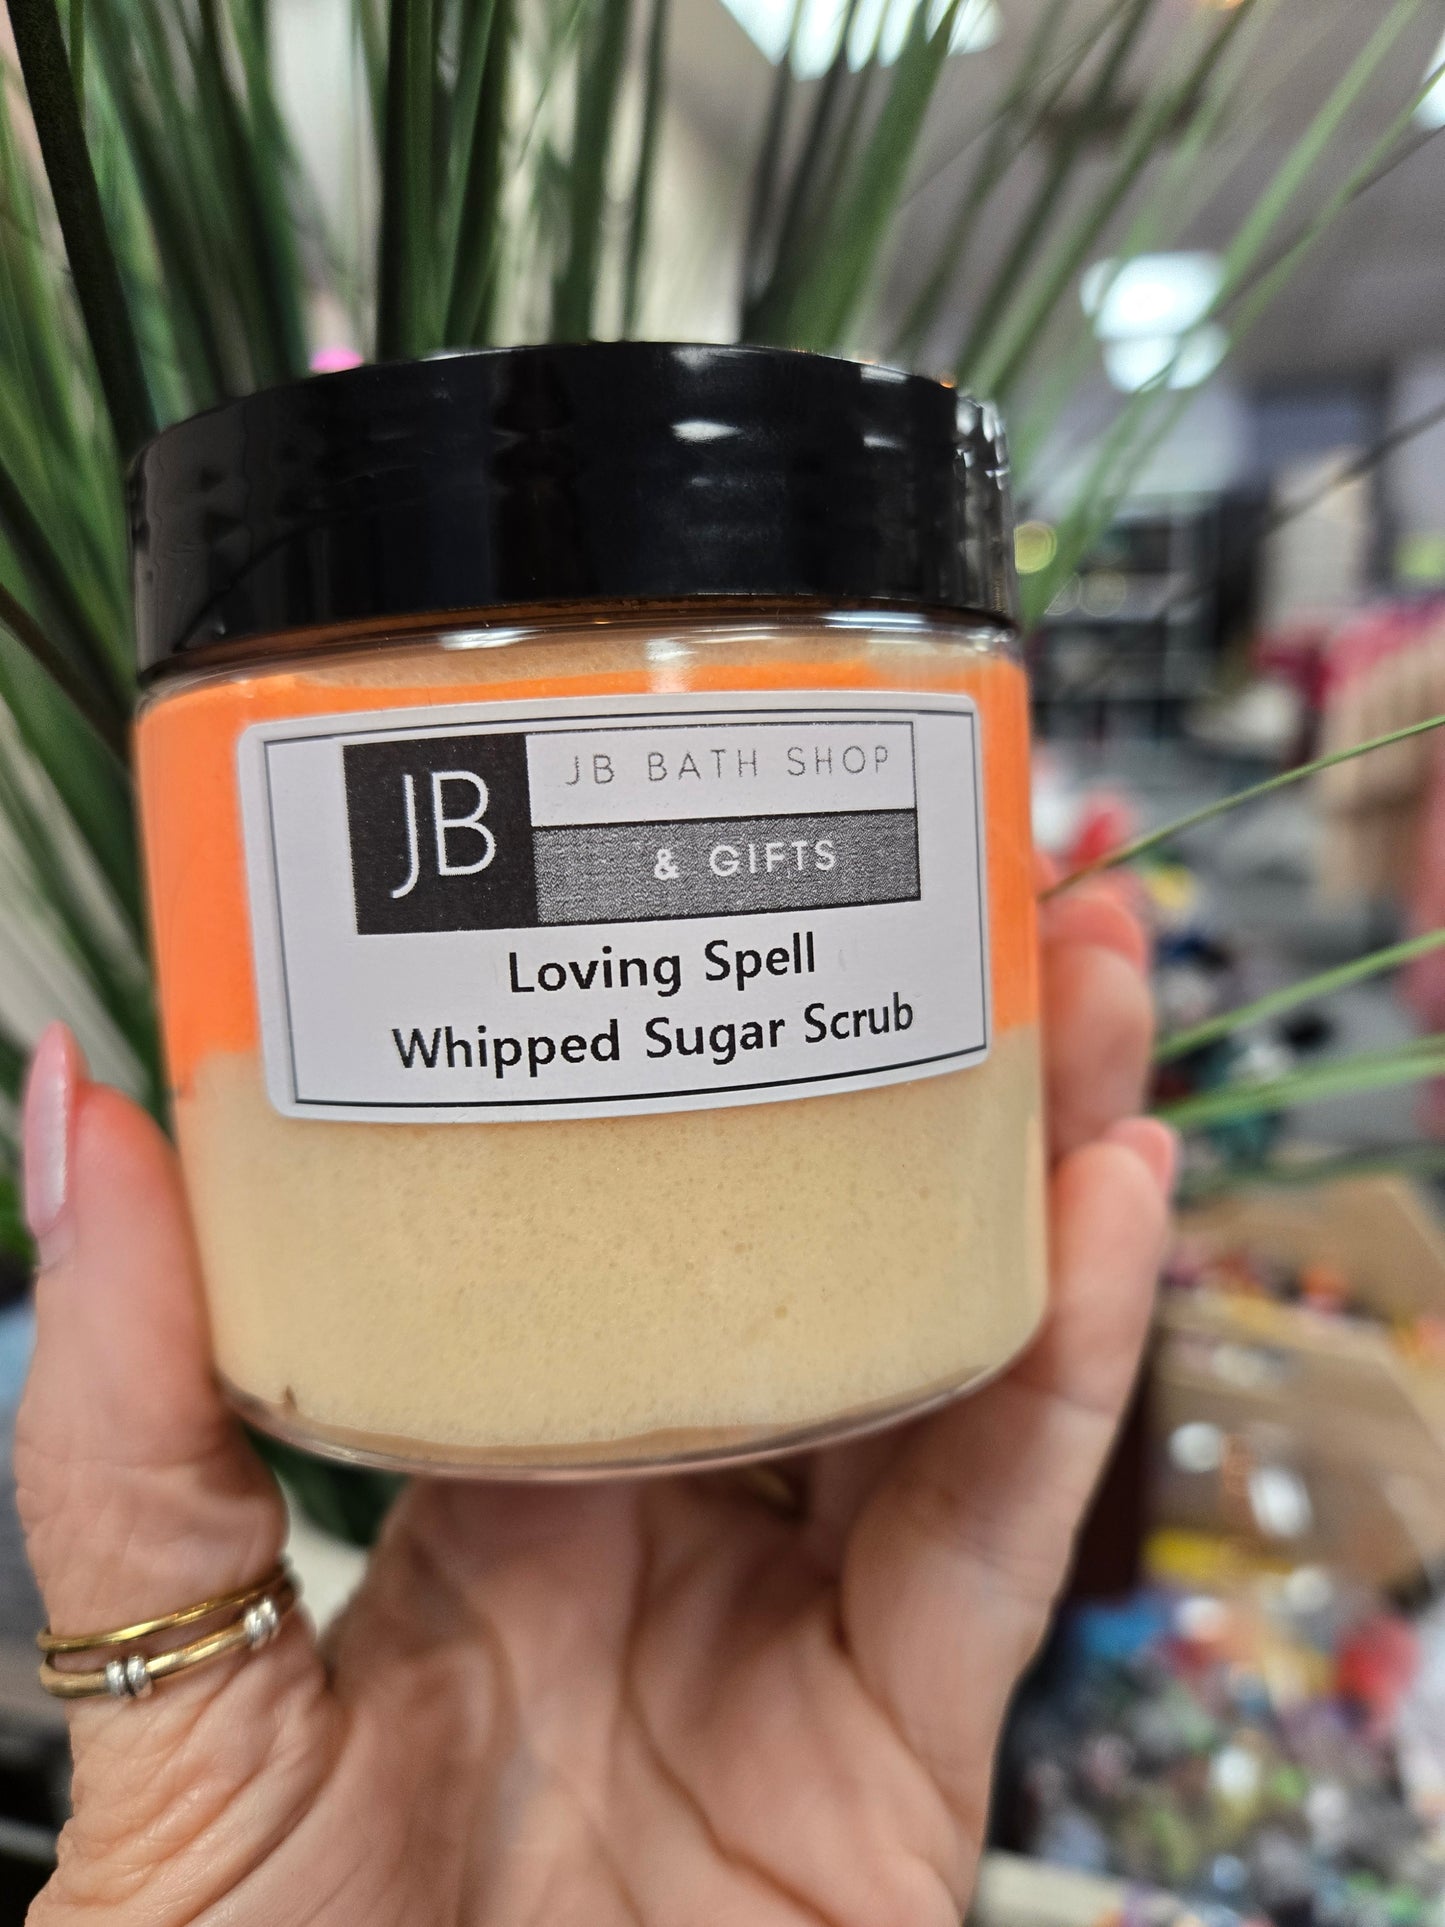 JB
JB BATH SHOP
& GIFTS
Loving Spell
Whipped Sugar Scrub